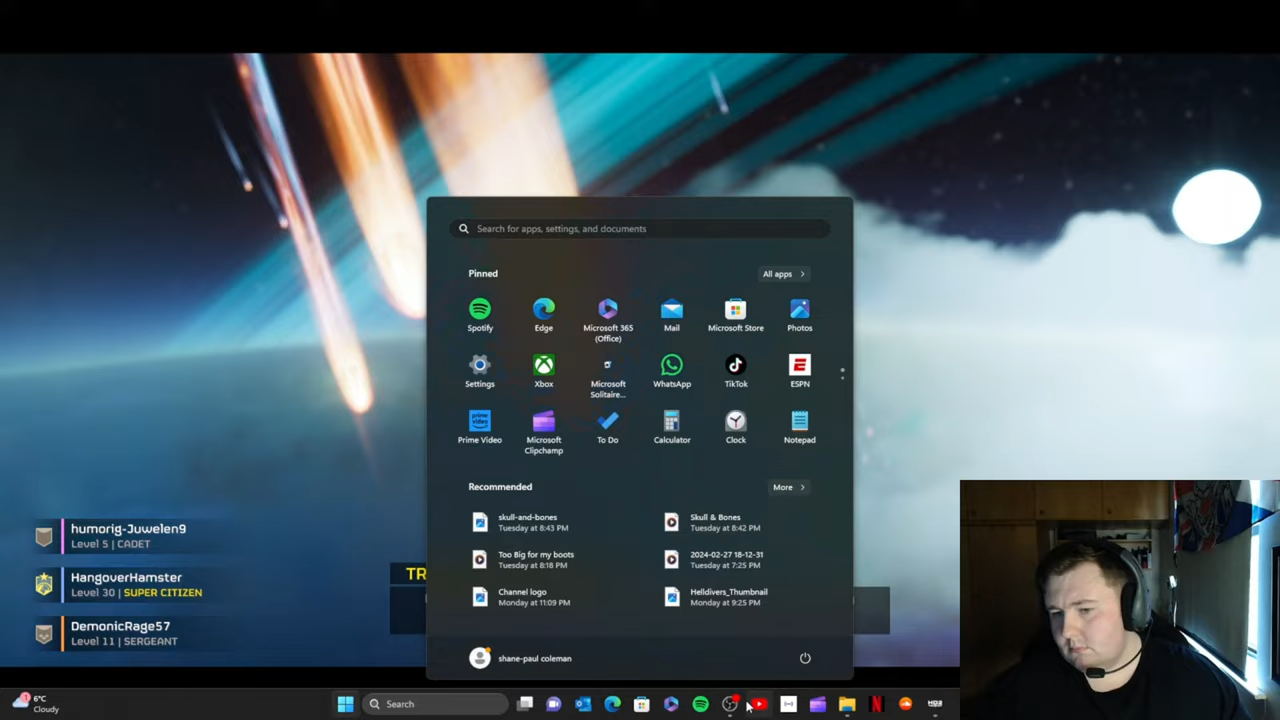 Search for apps, settings, and documents
Pinned
All apps
Spotify
Edge
Microsoft 365
(Office)
Mail
Microsoft Store
Photos
Settings
Xbox
Microsoft
Solitaire...
WhatsApp
TikTok
ESPN
Prime Video
Microsoft
Clipchamp
To Do
Calculator
Clock
Notepad
Recommended
More
skull-and-bones
Tuesday at 8:43 PM
Skull & Bones
Tuesday at 8:42 PM
Too Big for my boots
Tuesday at 8:18 PM
2024-02-27 18-12-31
Tuesday at 7:25 PM
Channel logo
Monday at 11:09 PM
Helldivers_Thumbnail
Monday at 9:25 PM
shane-paul coleman
humorig-Juwelen9
Level 5 | CADET
HangoverHamster
Level 30 | SUPER CITIZEN
DemonicRage57
Level 11 | SERGEANT
TR
6°C
Cloudy
Search